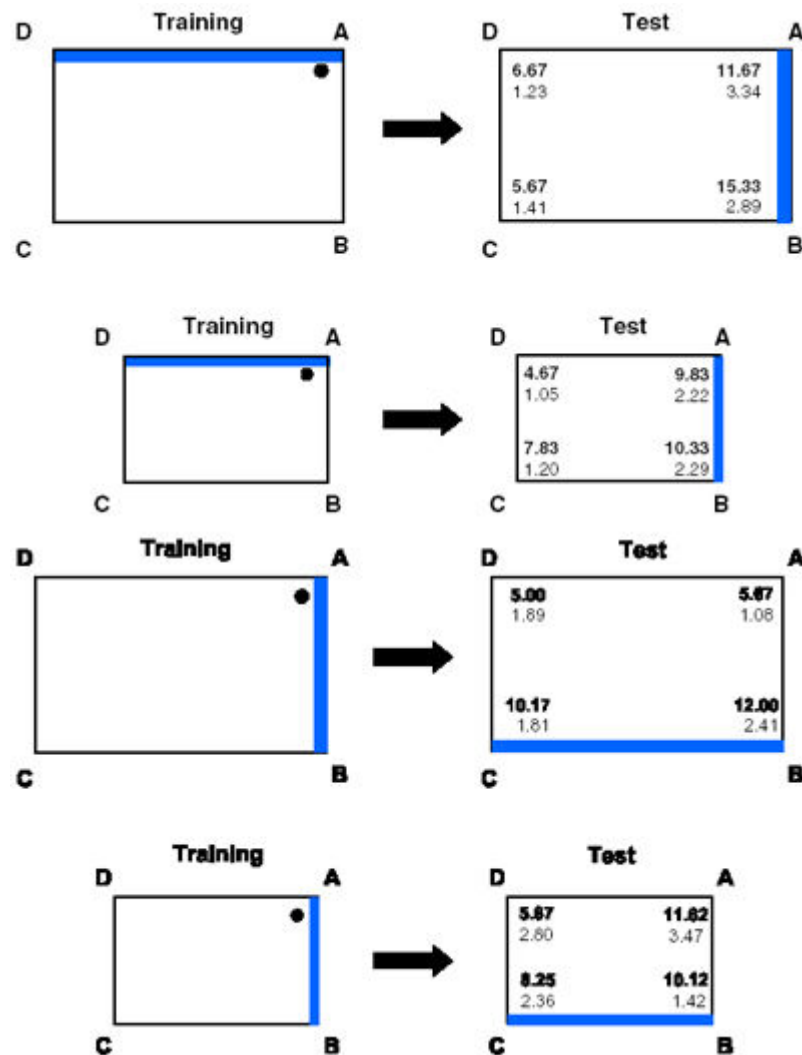 Training Test
D A D A
6.67 11.67
1.23 3.34
5.67 15.33
1.41 2.89
C B C B
Training Test
D A D A
4.67 9.83
1.05 2.22
7.83 10.33
1.20 2.29
C B C B
Training Test
D A D A
5.00 5.67
1.89 1.08
10.17 12.00
1.81 2.41
C B C B
Training Test
D A D A
5.87 11.62
2.80 3.47
8.25 10.12
2.36 1.42
C B C B